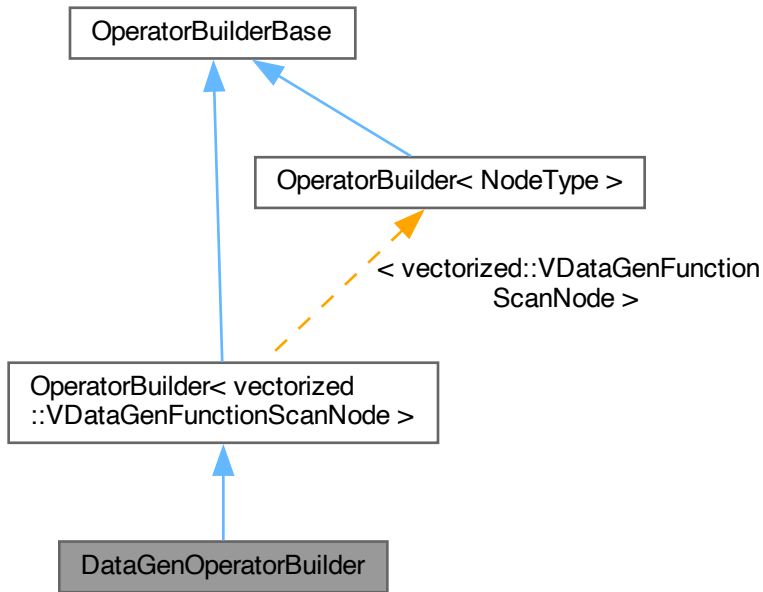 OperatorBuilderBase
OperatorBuilder< NodeType >
< vectorized::VDataGenFunction
ScanNode >
OperatorBuilder< vectorized
::VDataGenFunctionScanNode >
DataGenOperatorBuilder